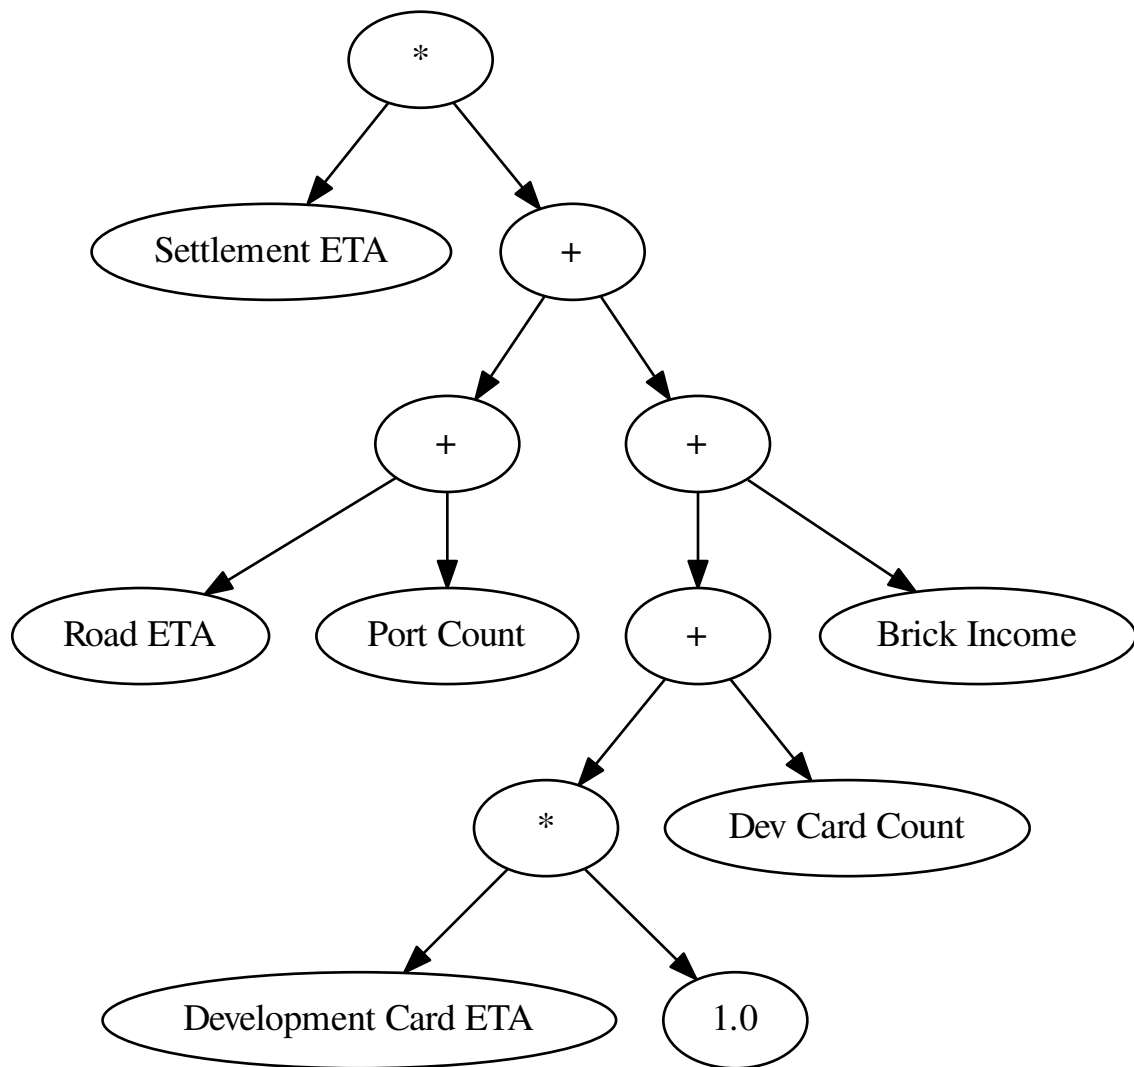 *
Settlement ETA
+
+
+
Road ETA
Port Count
+
Brick Income
*
Dev Card Count
Development Card ETA
1.0